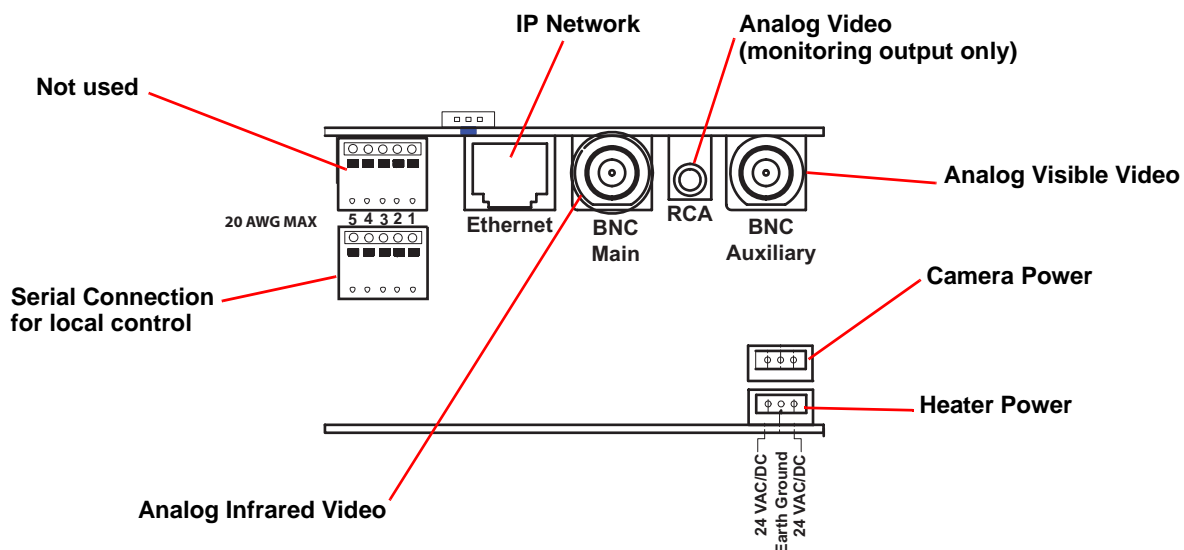 IP Network
Analog Video
(monitoring output only)
Not used
Analog Visible Video
20 AWG MAX
5 4 3 2 1
Ethernet
BNC
Main
RCA
BNC
Auxiliary
Serial Connection
for local control
Camera Power
Heater Power
Analog Infrared Video
24 VAC/DC
Earth Ground
24 VAC/DC